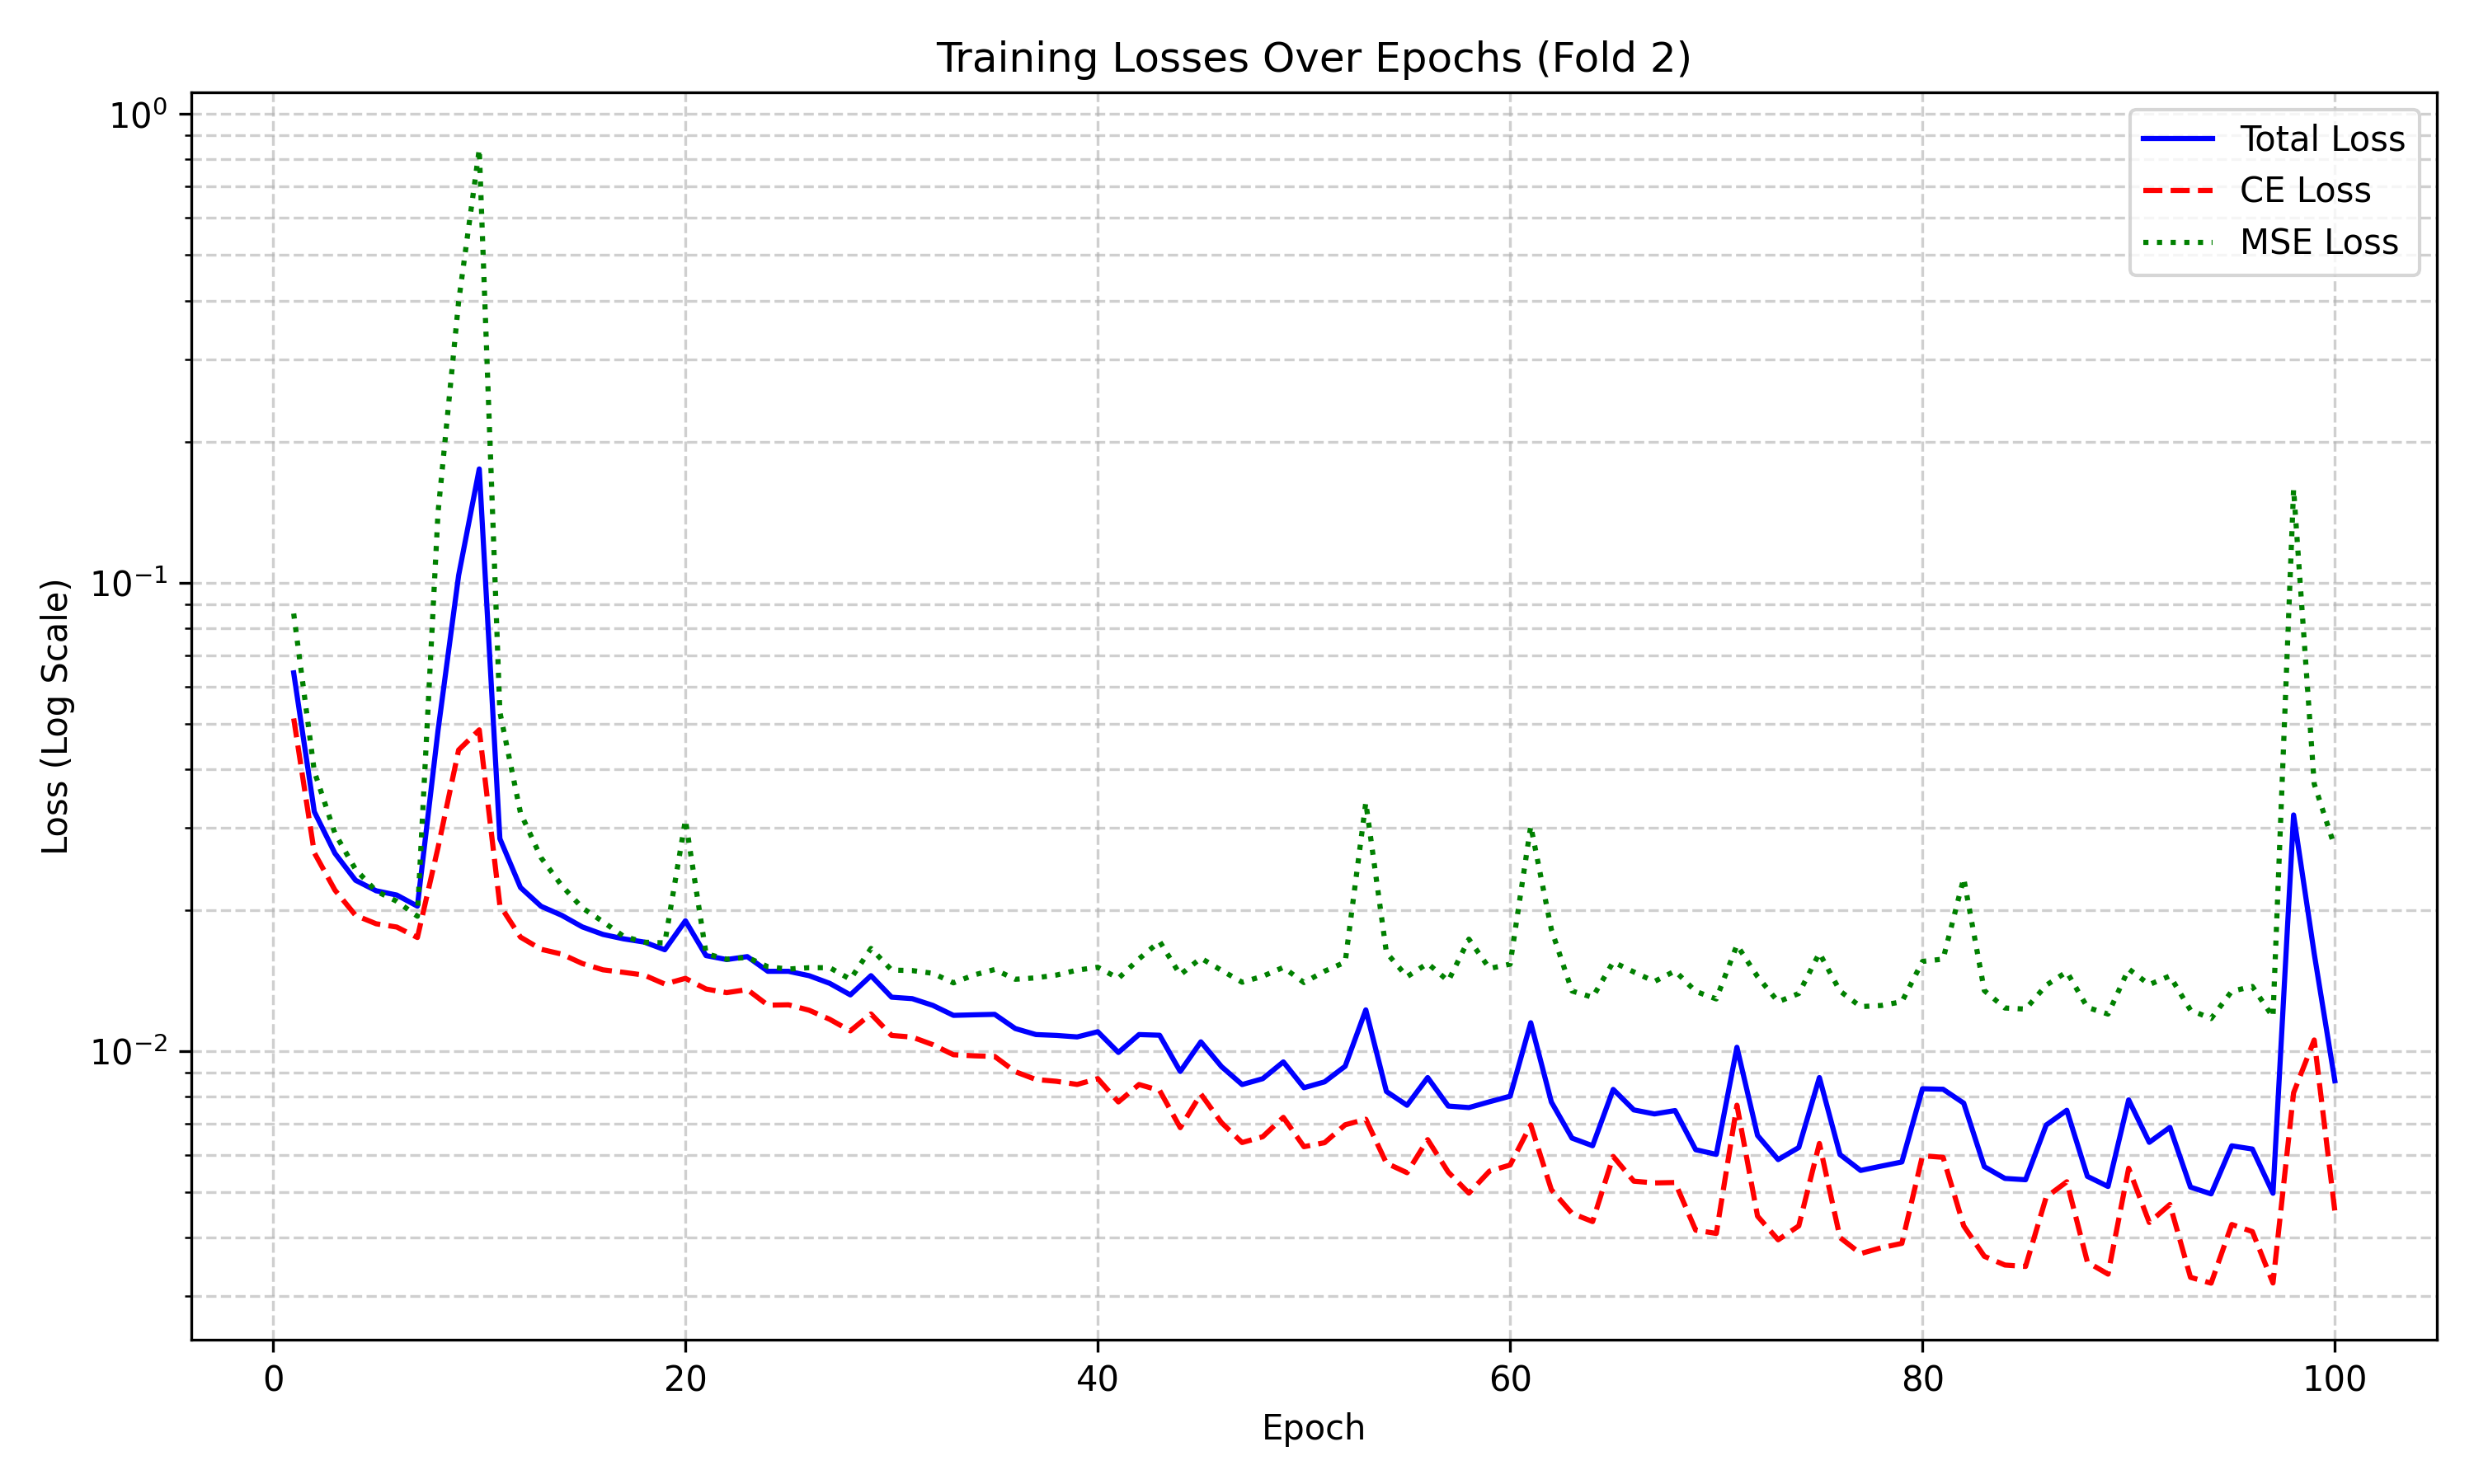 Training Losses Over Epochs (Fold 2)
Total Loss
CE Loss
MSE Loss
Loss (Log Scale)
10⁰
10⁻¹
10⁻²
0 20 40 60 80 100
Epoch